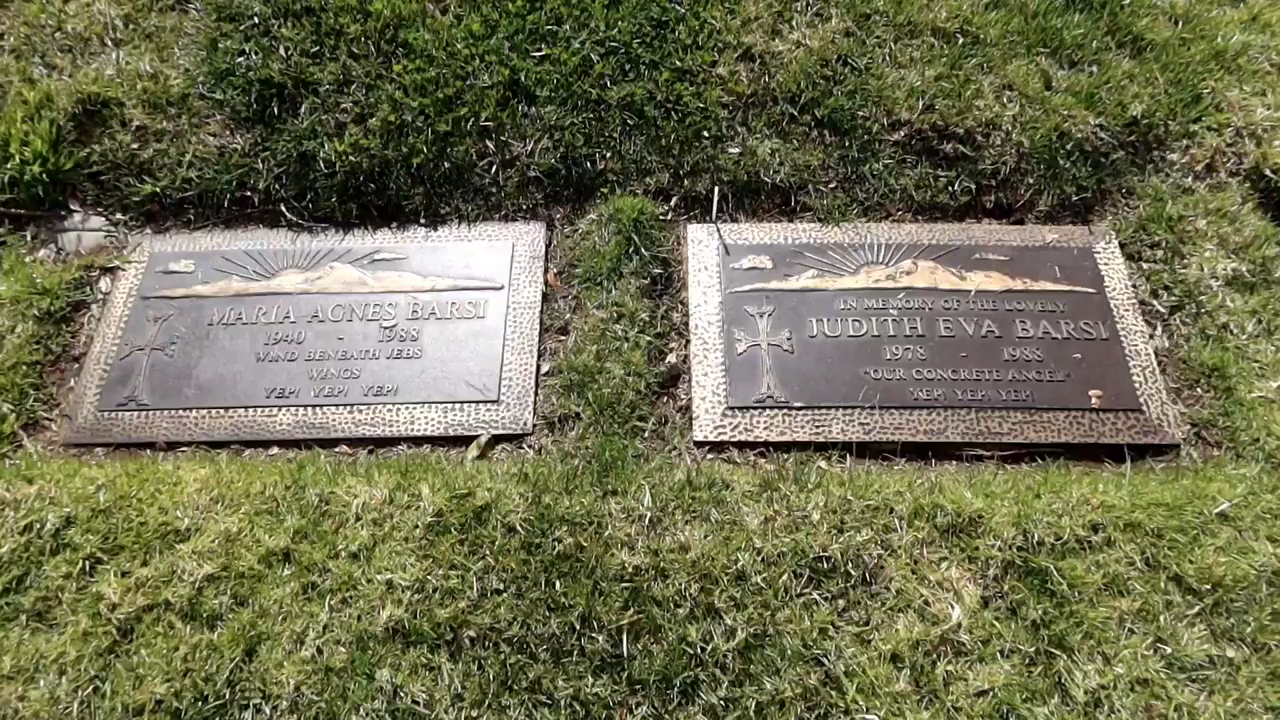 MARIA AGNES BARSI
1940 - 1988
WIND BENEATH JEBS
WINGS
YEP! YEP! YEP!
IN MEMORY OF THE LOVELY
JUDITH EVA BARSI
1978 - 1988
"OUR CONCRETE ANGEL"
YEP! YEP! YEP!